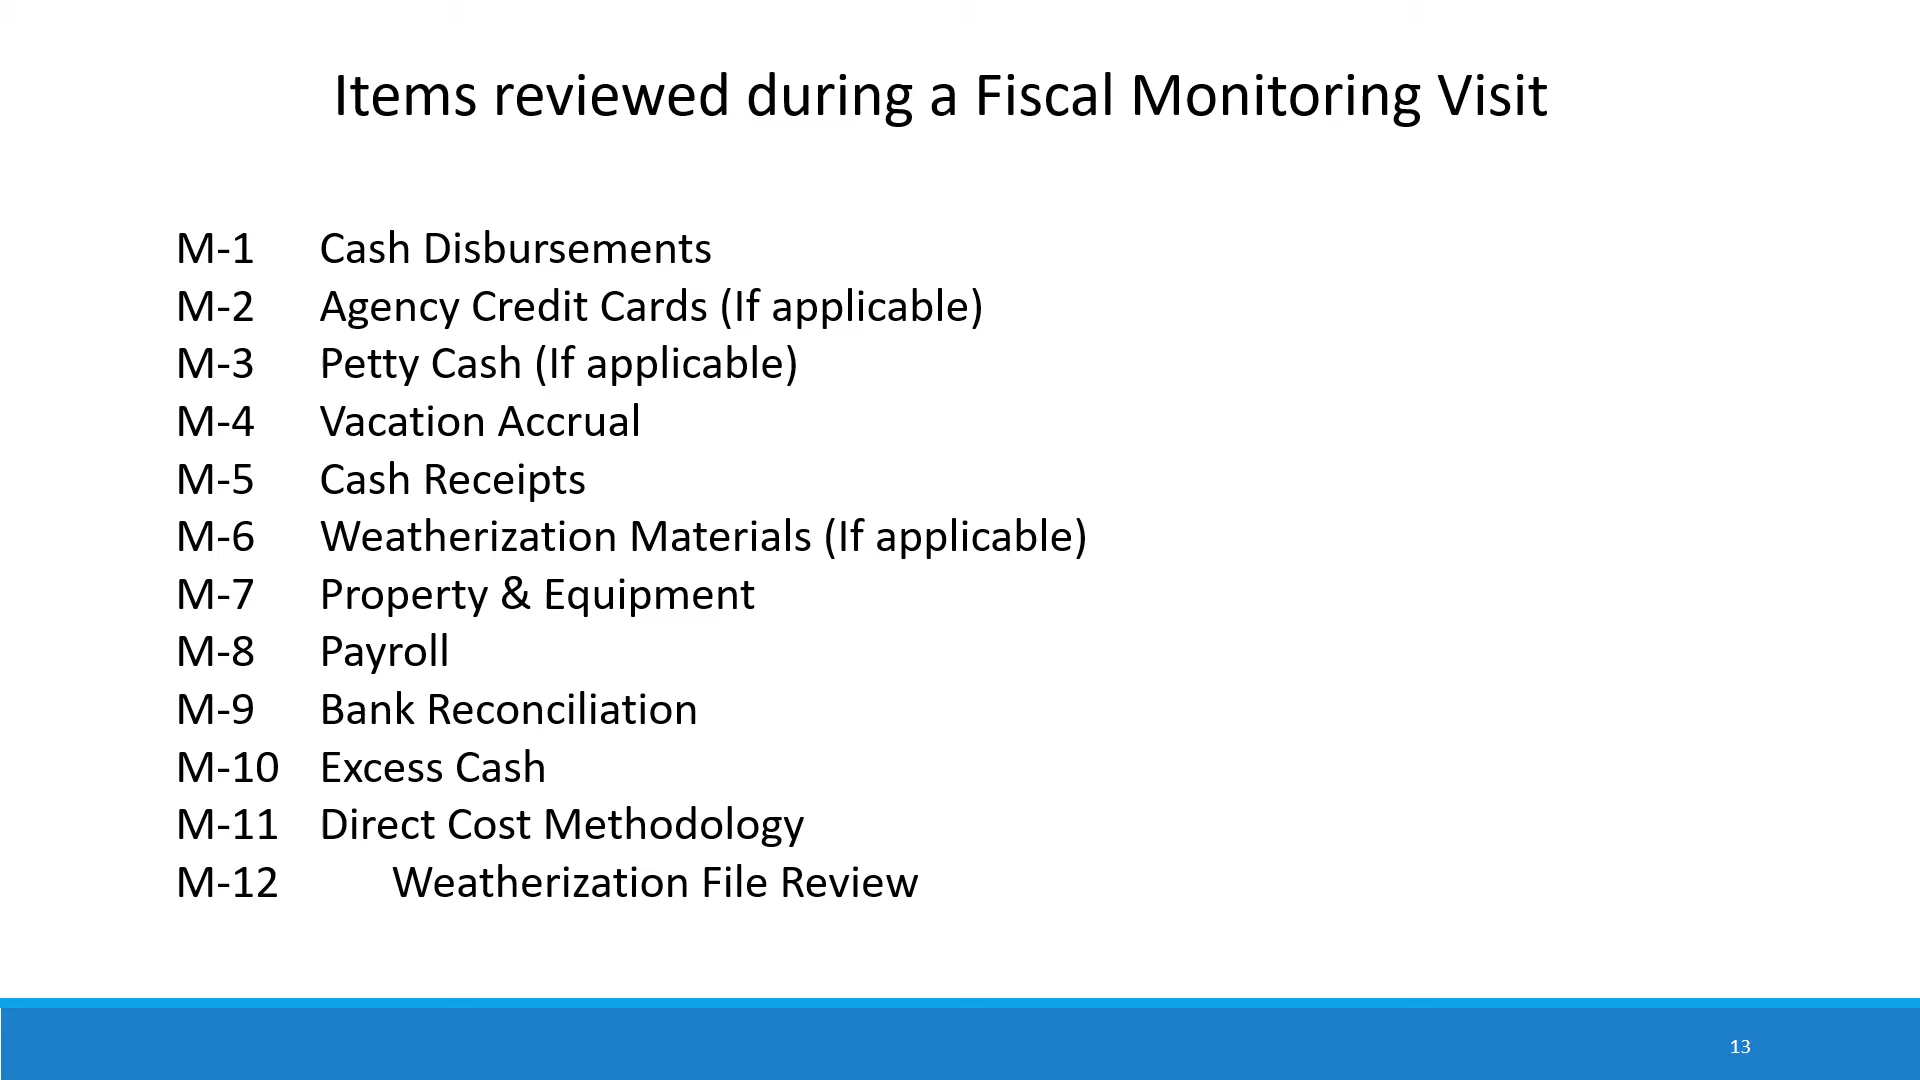 Items reviewed during a Fiscal Monitoring Visit
M-1 Cash Disbursements
M-2 Agency Credit Cards (If applicable)
M-3 Petty Cash (If applicable)
M-4 Vacation Accrual
M-5 Cash Receipts
M-6 Weatherization Materials (If applicable)
M-7 Property & Equipment
M-8 Payroll
M-9 Bank Reconciliation
M-10 Excess Cash
M-11 Direct Cost Methodology
M-12 Weatherization File Review
13